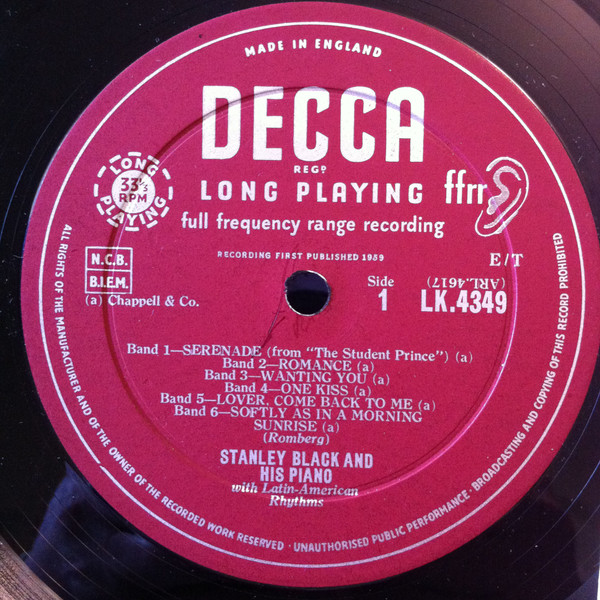 MADE IN ENGLAND
DECCA
REGD
LONG PLAYING ffrr
full frequency range recording
LONG
33⅓
RPM
PLAYING
RECORDING FIRST PUBLISHED 1959
E/T
N.C.B.
B.I.E.M.
(a) Chappell & Co.
Side
1
(ARL.4617)
LK.4349
Band 1—SERENADE (from "The Student Prince") (a)
Band 2—ROMANCE (a)
Band 3—WANTING YOU (a)
Band 4—ONE KISS (a)
Band 5—LOVER, COME BACK TO ME (a)
Band 6—SOFTLY AS IN A MORNING
SUNRISE (a)
(Romberg)
STANLEY BLACK AND
HIS PIANO
with Latin-American
Rhythms
ALL RIGHTS OF THE MANUFACTURER AND OF THE OWNER OF THE RECORDED WORK RESERVED · UNAUTHORISED PUBLIC PERFORMANCE · BROADCASTING AND COPYING OF THIS RECORD PROHIBITED